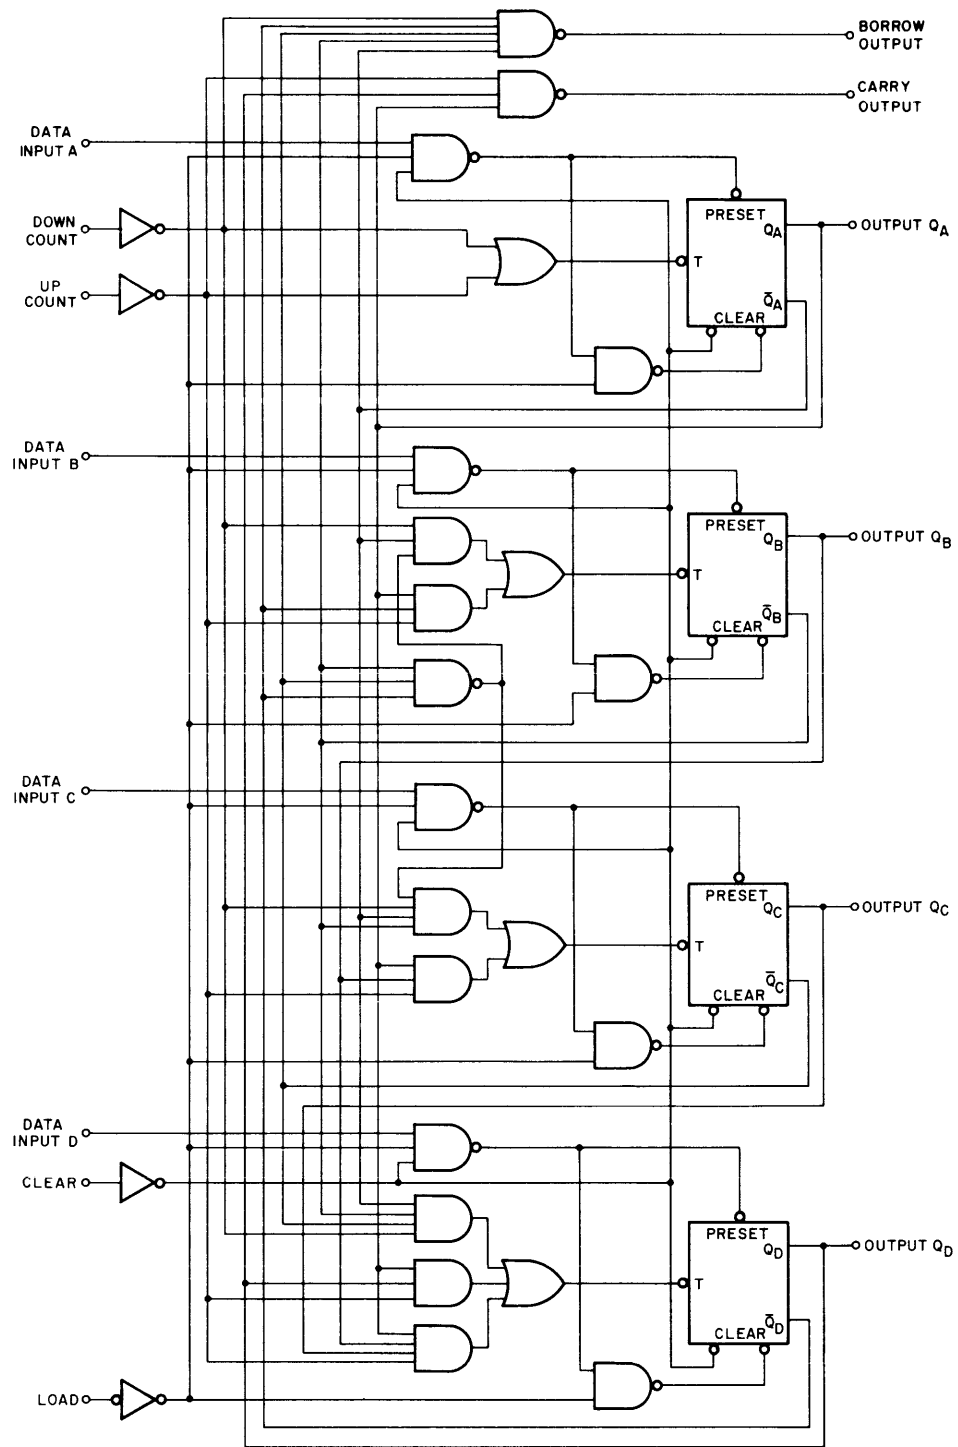 BORROW
OUTPUT
CARRY
OUTPUT
DATA
INPUT A
DOWN
COUNT
UP
COUNT
PRESET
QA
T
Q̅A
CLEAR
OUTPUT QA
DATA
INPUT B
PRESET
QB
T
Q̅B
CLEAR
OUTPUT QB
DATA
INPUT C
PRESET
QC
T
Q̅C
CLEAR
OUTPUT QC
DATA
INPUT D
CLEAR
PRESET
QD
T
Q̅D
CLEAR
OUTPUT QD
LOAD